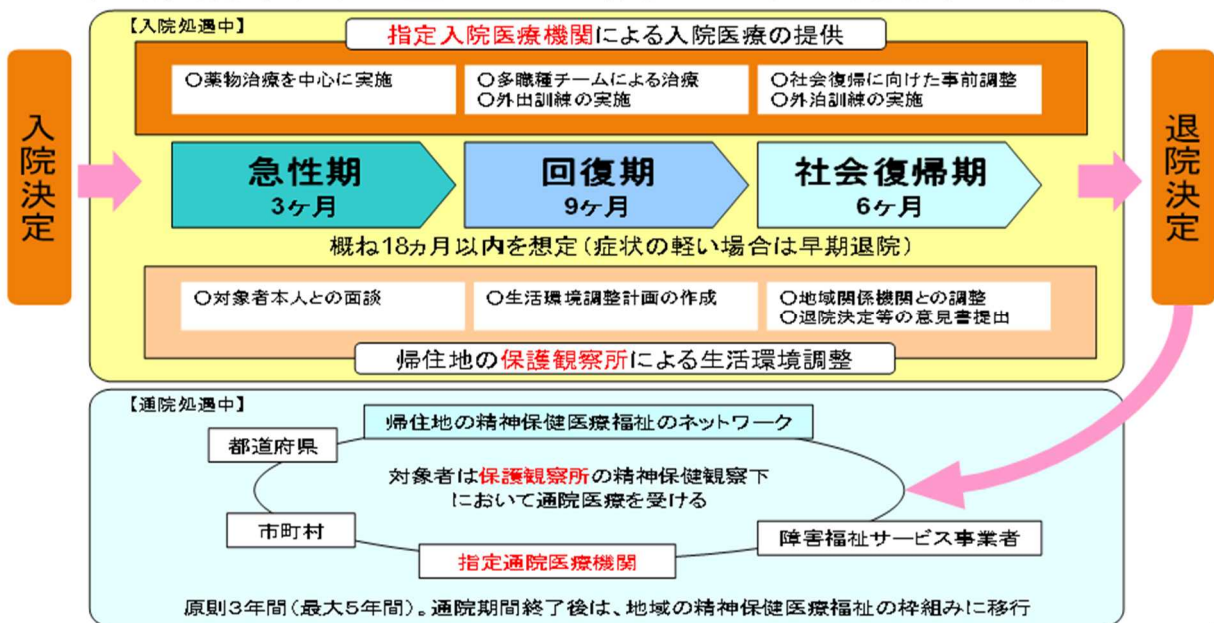 【入院処遇中】
指定入院医療機関による入院医療の提供
○薬物治療を中心に実施
○多職種チームによる治療
○外出訓練の実施
○社会復帰に向けた事前調整
○外泊訓練の実施
入院決定
急性期
3ヶ月
回復期
9ヶ月
社会復帰期
6ヶ月
退院決定
概ね18ヵ月以内を想定(症状の軽い場合は早期退院)
○対象者本人との面談
○生活環境調整計画の作成
○地域関係機関との調整
○退院決定等の意見書提出
帰住地の保護観察所による生活環境調整
【通院処遇中】
帰住地の精神保健医療福祉のネットワーク
都道府県
対象者は保護観察所の精神保健観察下
において通院医療を受ける
市町村
障害福祉サービス事業者
指定通院医療機関
原則3年間(最大5年間)。通院期間終了後は、地域の精神保健医療福祉の枠組みに移行